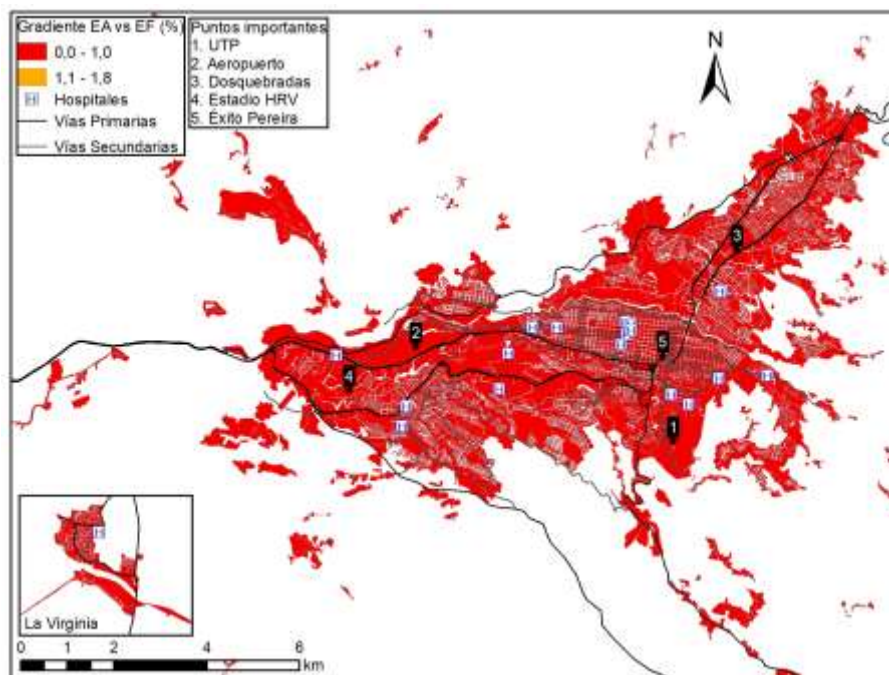 Gradiente EA vs EF (%)
0,0 - 1,0
1,1 - 1,8
H Hospitales
Vías Primarias
Vías Secundarias
Puntos importantes
1. UTP
2. Aeropuerto
3. Dosquebradas
4. Estadio HRV
5. Éxito Pereira
N
3
H
2
H
H
H
H
5
H
H
4
H
H
H
H
H
H
H
1
H
La Virginia
0 1 2 4 6
km